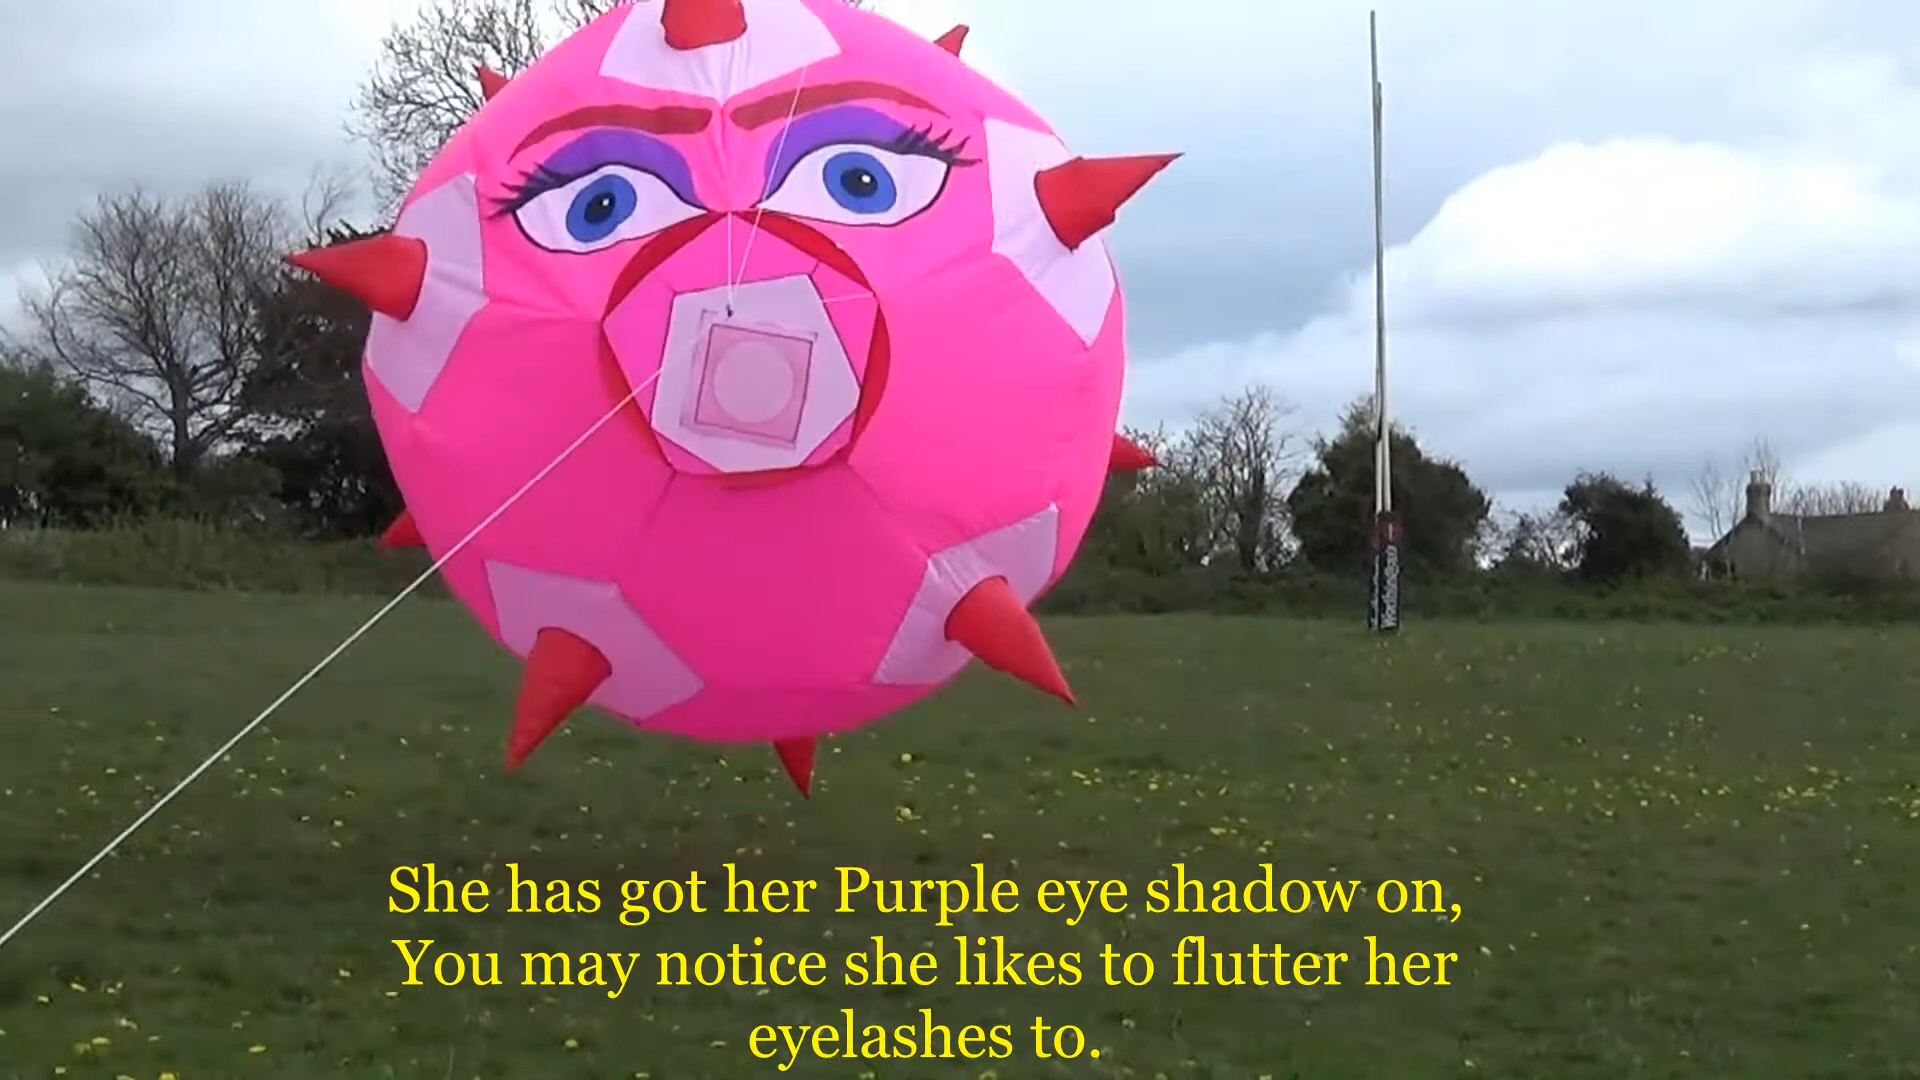 She has got her Purple eye shadow on,
You may notice she likes to flutter her
eyelashes to.